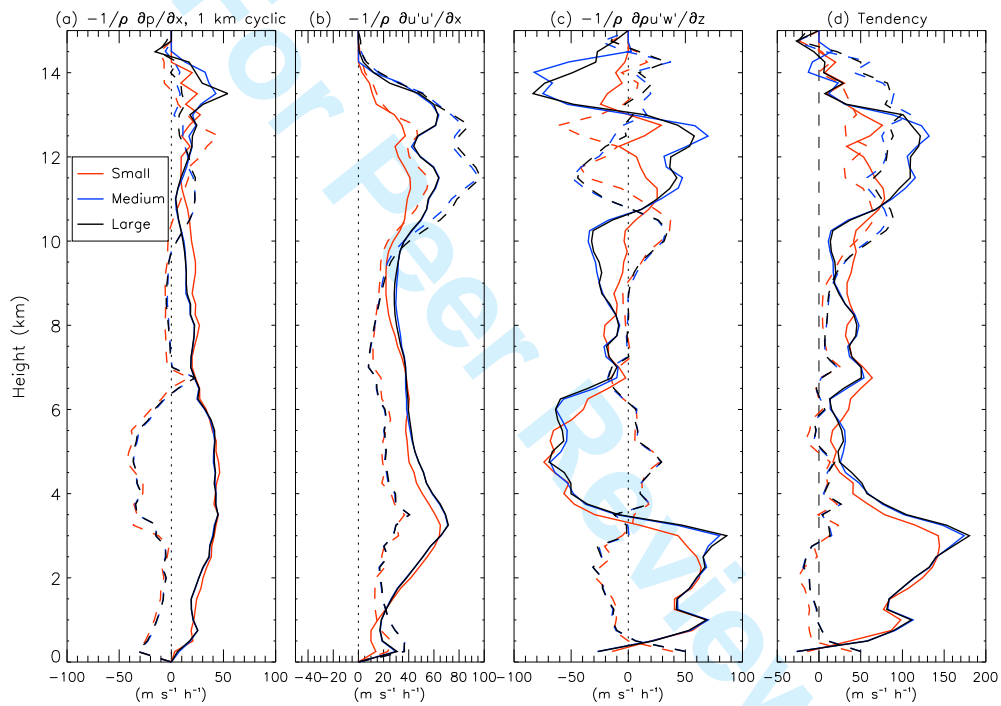 (a) −1/ρ ∂p/∂x, 1 km cyclic
(b) −1/ρ ∂u'u'/∂x
(c) −1/ρ ∂ρu'w'/∂z
(d) Tendency
For Peer Review
Height (km)
14
12
10
8
6
4
2
0
Small
Medium
Large
−100 −50 0 50 100
−40 −20 0 20 40 60 80 100
−100 −50 0 50 100
−50 0 50 100 150 200
(m s⁻¹ h⁻¹)
(m s⁻¹ h⁻¹)
(m s⁻¹ h⁻¹)
(m s⁻¹ h⁻¹)